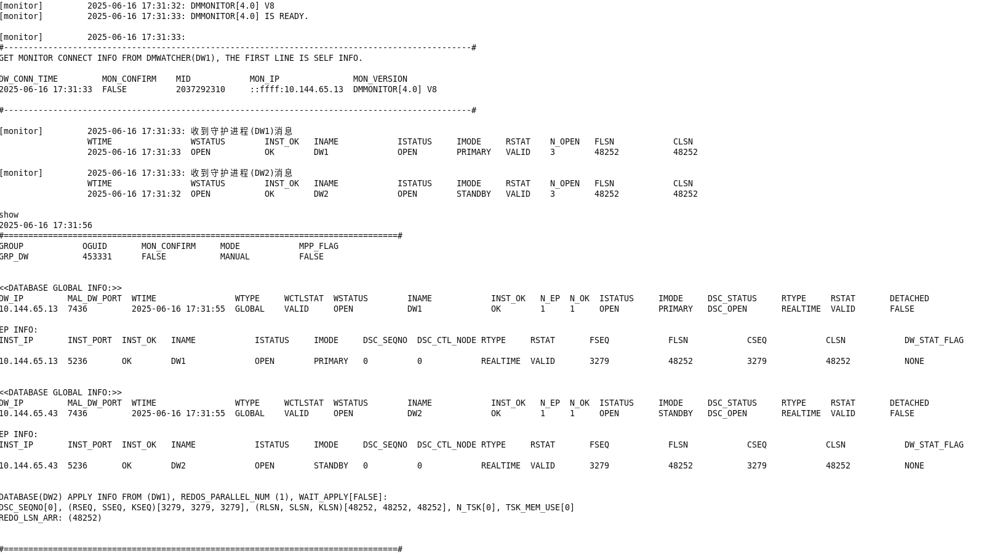 [monitor]         2025-06-16 17:31:32: DMMONITOR[4.0] V8
[monitor]         2025-06-16 17:31:33: DMMONITOR[4.0] IS READY.
[monitor]         2025-06-16 17:31:33:
#-----------------------------------------------------------------------------------------------#
GET MONITOR CONNECT INFO FROM DMWATCHER(DW1), THE FIRST LINE IS SELF INFO.
DW_CONN_TIME         MON_CONFIRM    MID            MON_IP               MON_VERSION
2025-06-16 17:31:33  FALSE          2037292310     ::ffff:10.144.65.13  DMMONITOR[4.0] V8
#-----------------------------------------------------------------------------------------------#
[monitor]         2025-06-16 17:31:33: 收到守护进程(DW1)消息
WTIME                WSTATUS        INST_OK   INAME            ISTATUS     IMODE     RSTAT    N_OPEN   FLSN            CLSN
2025-06-16 17:31:33  OPEN           OK        DW1              OPEN        PRIMARY   VALID    3        48252           48252
[monitor]         2025-06-16 17:31:33: 收到守护进程(DW2)消息
WTIME                WSTATUS        INST_OK   INAME            ISTATUS     IMODE     RSTAT    N_OPEN   FLSN            CLSN
2025-06-16 17:31:32  OPEN           OK        DW2              OPEN        STANDBY   VALID    3        48252           48252
show
2025-06-16 17:31:56
#================================================================================#
GROUP            OGUID       MON_CONFIRM     MODE            MPP_FLAG
GRP_DW           453331      FALSE           MANUAL          FALSE
<<DATABASE GLOBAL INFO:>>
DW_IP         MAL_DW_PORT  WTIME                WTYPE     WCTLSTAT  WSTATUS        INAME            INST_OK   N_EP  N_OK  ISTATUS     IMODE     DSC_STATUS     RTYPE     RSTAT       DETACHED
10.144.65.13  7436         2025-06-16 17:31:55  GLOBAL    VALID     OPEN           DW1              OK        1     1     OPEN        PRIMARY   DSC_OPEN       REALTIME  VALID       FALSE
EP INFO:
INST_IP       INST_PORT  INST_OK   INAME            ISTATUS     IMODE     DSC_SEQNO  DSC_CTL_NODE RTYPE     RSTAT       FSEQ            FLSN            CSEQ            CLSN            DW_STAT_FLAG
10.144.65.13  5236       OK        DW1              OPEN        PRIMARY   0          0            REALTIME  VALID       3279            48252           3279            48252           NONE
<<DATABASE GLOBAL INFO:>>
DW_IP         MAL_DW_PORT  WTIME                WTYPE     WCTLSTAT  WSTATUS        INAME            INST_OK   N_EP  N_OK  ISTATUS     IMODE     DSC_STATUS     RTYPE     RSTAT       DETACHED
10.144.65.43  7436         2025-06-16 17:31:55  GLOBAL    VALID     OPEN           DW2              OK        1     1     OPEN        STANDBY   DSC_OPEN       REALTIME  VALID       FALSE
EP INFO:
INST_IP       INST_PORT  INST_OK   INAME            ISTATUS     IMODE     DSC_SEQNO  DSC_CTL_NODE RTYPE     RSTAT       FSEQ            FLSN            CSEQ            CLSN            DW_STAT_FLAG
10.144.65.43  5236       OK        DW2              OPEN        STANDBY   0          0            REALTIME  VALID       3279            48252           3279            48252           NONE
DATABASE(DW2) APPLY INFO FROM (DW1), REDOS_PARALLEL_NUM (1), WAIT_APPLY[FALSE]:
DSC_SEQNO[0], (RSEQ, SSEQ, KSEQ)[3279, 3279, 3279], (RLSN, SLSN, KLSN)[48252, 48252, 48252], N_TSK[0], TSK_MEM_USE[0]
REDO_LSN_ARR: (48252)
#================================================================================#